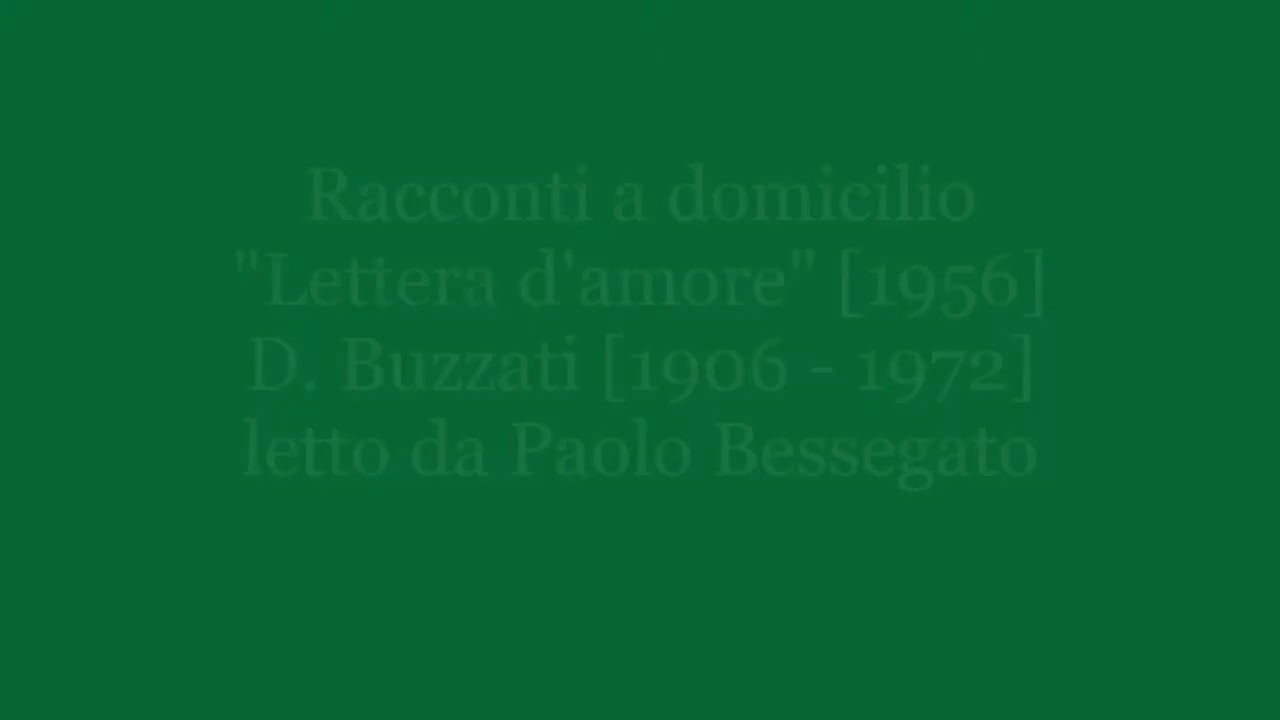 Racconti a domicilio
"Lettera d'amore" [1956]
D. Buzzati [1906 - 1972]
letto da Paolo Bessegato